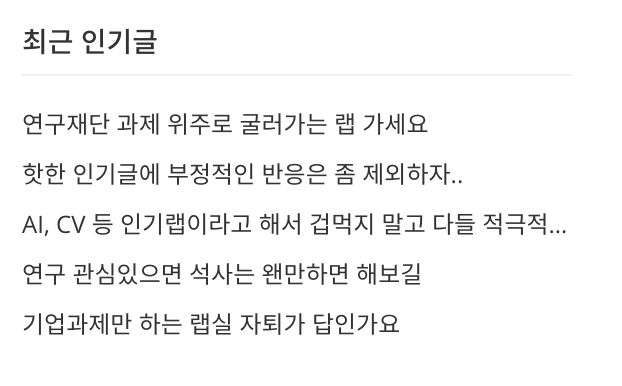 최근 인기글
연구재단 과제 위주로 굴러가는 랩 가세요
핫한 인기글에 부정적인 반응은 좀 제외하자..
AI, CV 등 인기랩이라고 해서 겁먹지 말고 다들 적극적...
연구 관심있으면 석사는 왠만하면 해보길
기업과제만 하는 랩실 자퇴가 답인가요